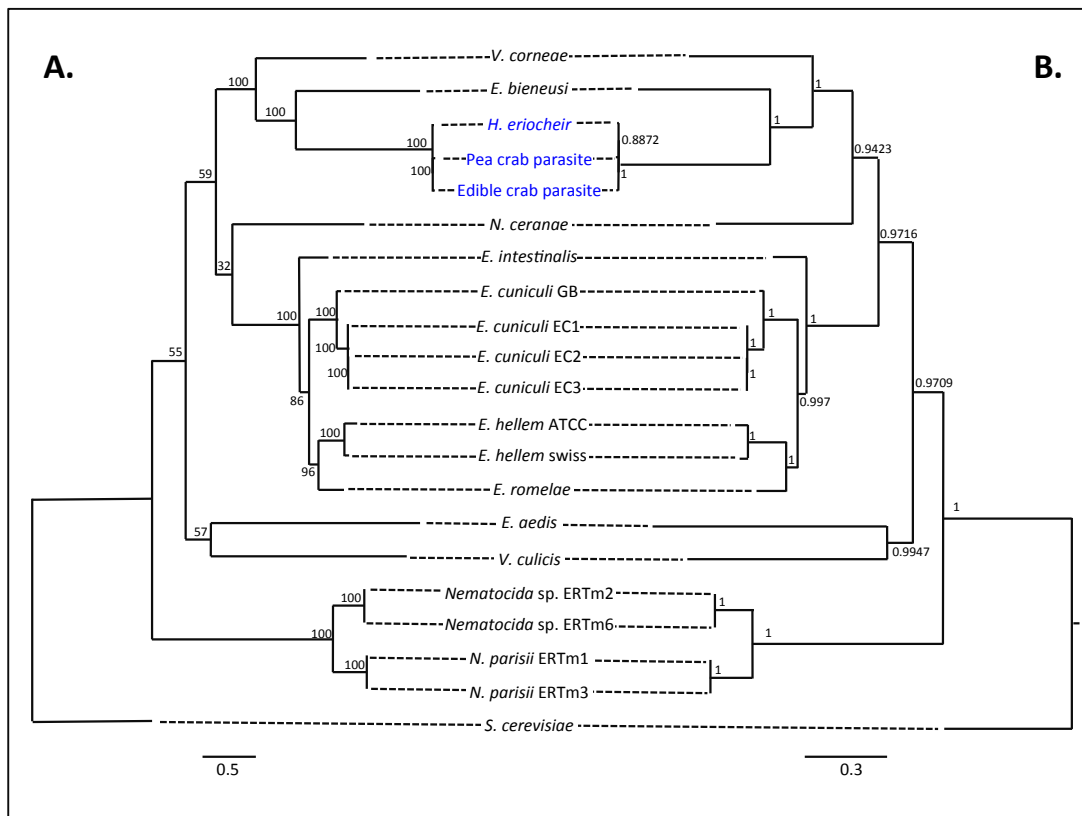 A.
B.
V. corneae
E. bieneusi
H. eriocheir
Pea crab parasite
Edible crab parasite
N. ceranae
E. intestinalis
E. cuniculi GB
E. cuniculi EC1
E. cuniculi EC2
E. cuniculi EC3
E. hellem ATCC
E. hellem swiss
E. romelae
E. aedis
V. culicis
Nematocida sp. ERTm2
Nematocida sp. ERTm6
N. parisii ERTm1
N. parisii ERTm3
S. cerevisiae
100
100
100
100
59
32
100
100
100
100
86
100
96
55
57
100
100
100
0.5
1
1
0.8872
1
0.9423
0.9716
1
1
1
1
0.997
1
1
0.9709
0.9947
1
1
1
1
0.3